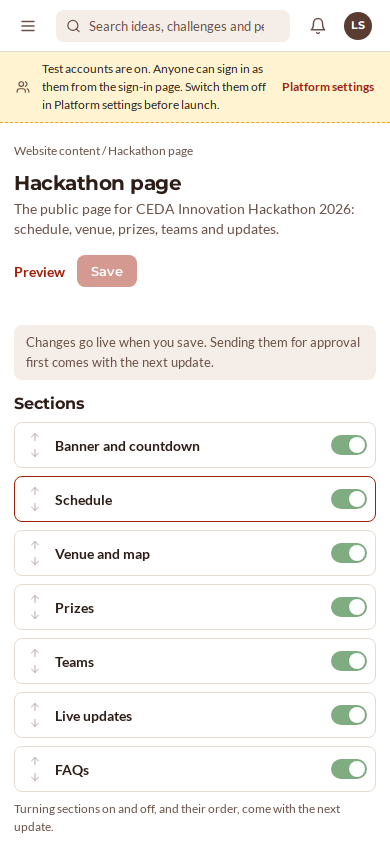 Search ideas, challenges and pe
LS
Test accounts are on. Anyone can sign in as
them from the sign-in page. Switch them off
in Platform settings before launch.
Platform settings
Website content / Hackathon page
Hackathon page
The public page for CEDA Innovation Hackathon 2026:
schedule, venue, prizes, teams and updates.
Preview
Save
Changes go live when you save. Sending them for approval
first comes with the next update.
Sections
Banner and countdown
Schedule
Venue and map
Prizes
Teams
Live updates
FAQs
Turning sections on and off, and their order, come with the next
update.